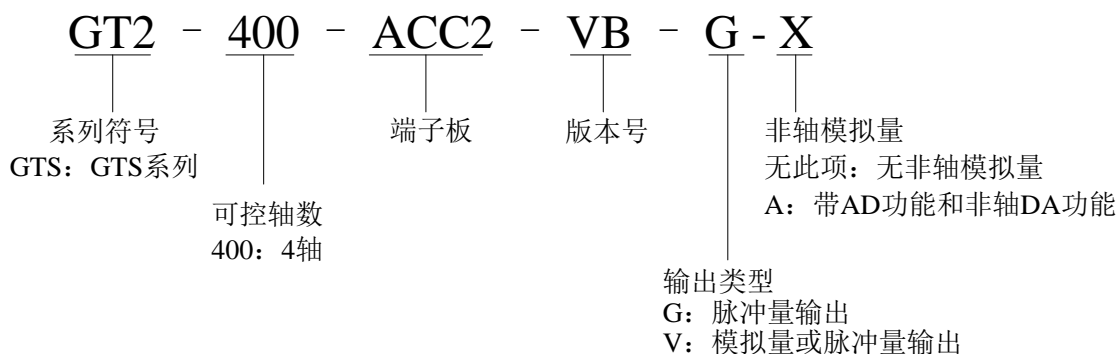 GT2 - 400 - ACC2 - VB - G - X
系列符号
GTS：GTS系列
可控轴数
400：4轴
端子板
版本号
非轴模拟量
无此项：无非轴模拟量
A：带AD功能和非轴DA功能
输出类型
G：脉冲量输出
V：模拟量或脉冲量输出